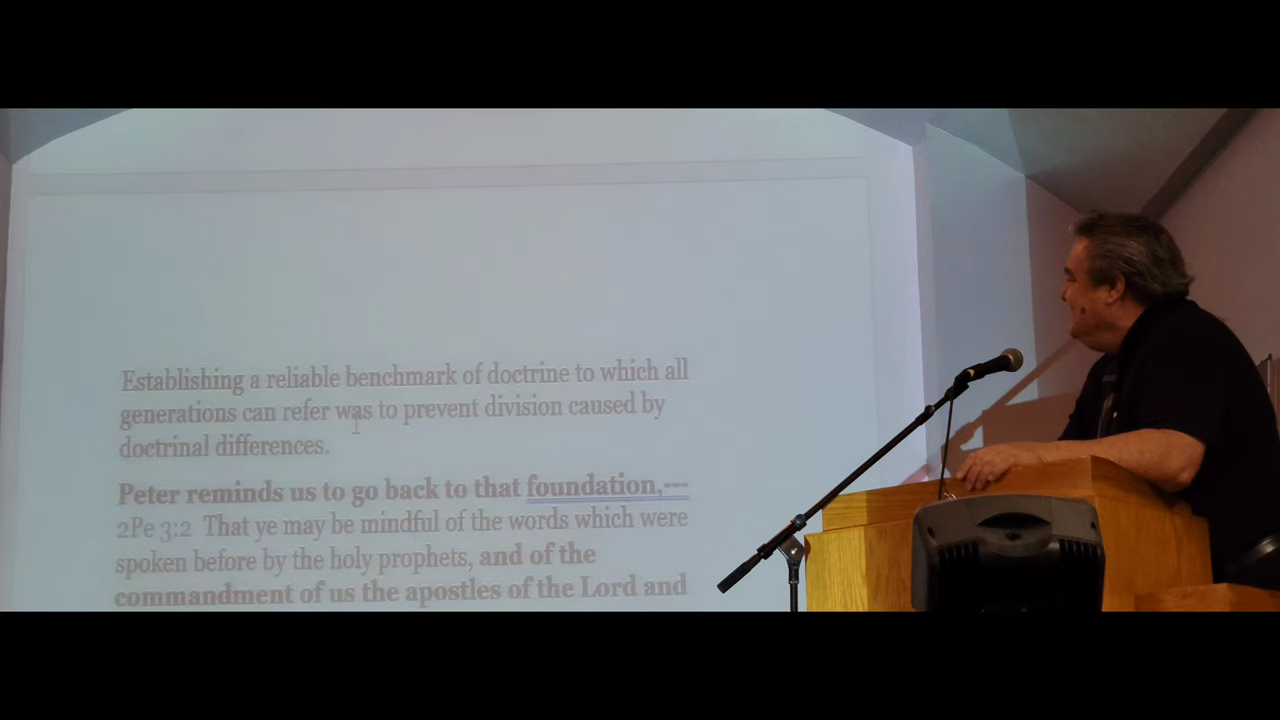 Establishing a reliable benchmark of doctrine to which all
generations can refer was to prevent division caused by
doctrinal differences.
Peter reminds us to go back to that foundation,---
2Pe 3:2 That ye may be mindful of the words which were
spoken before by the holy prophets, and of the
commandment of us the apostles of the Lord and